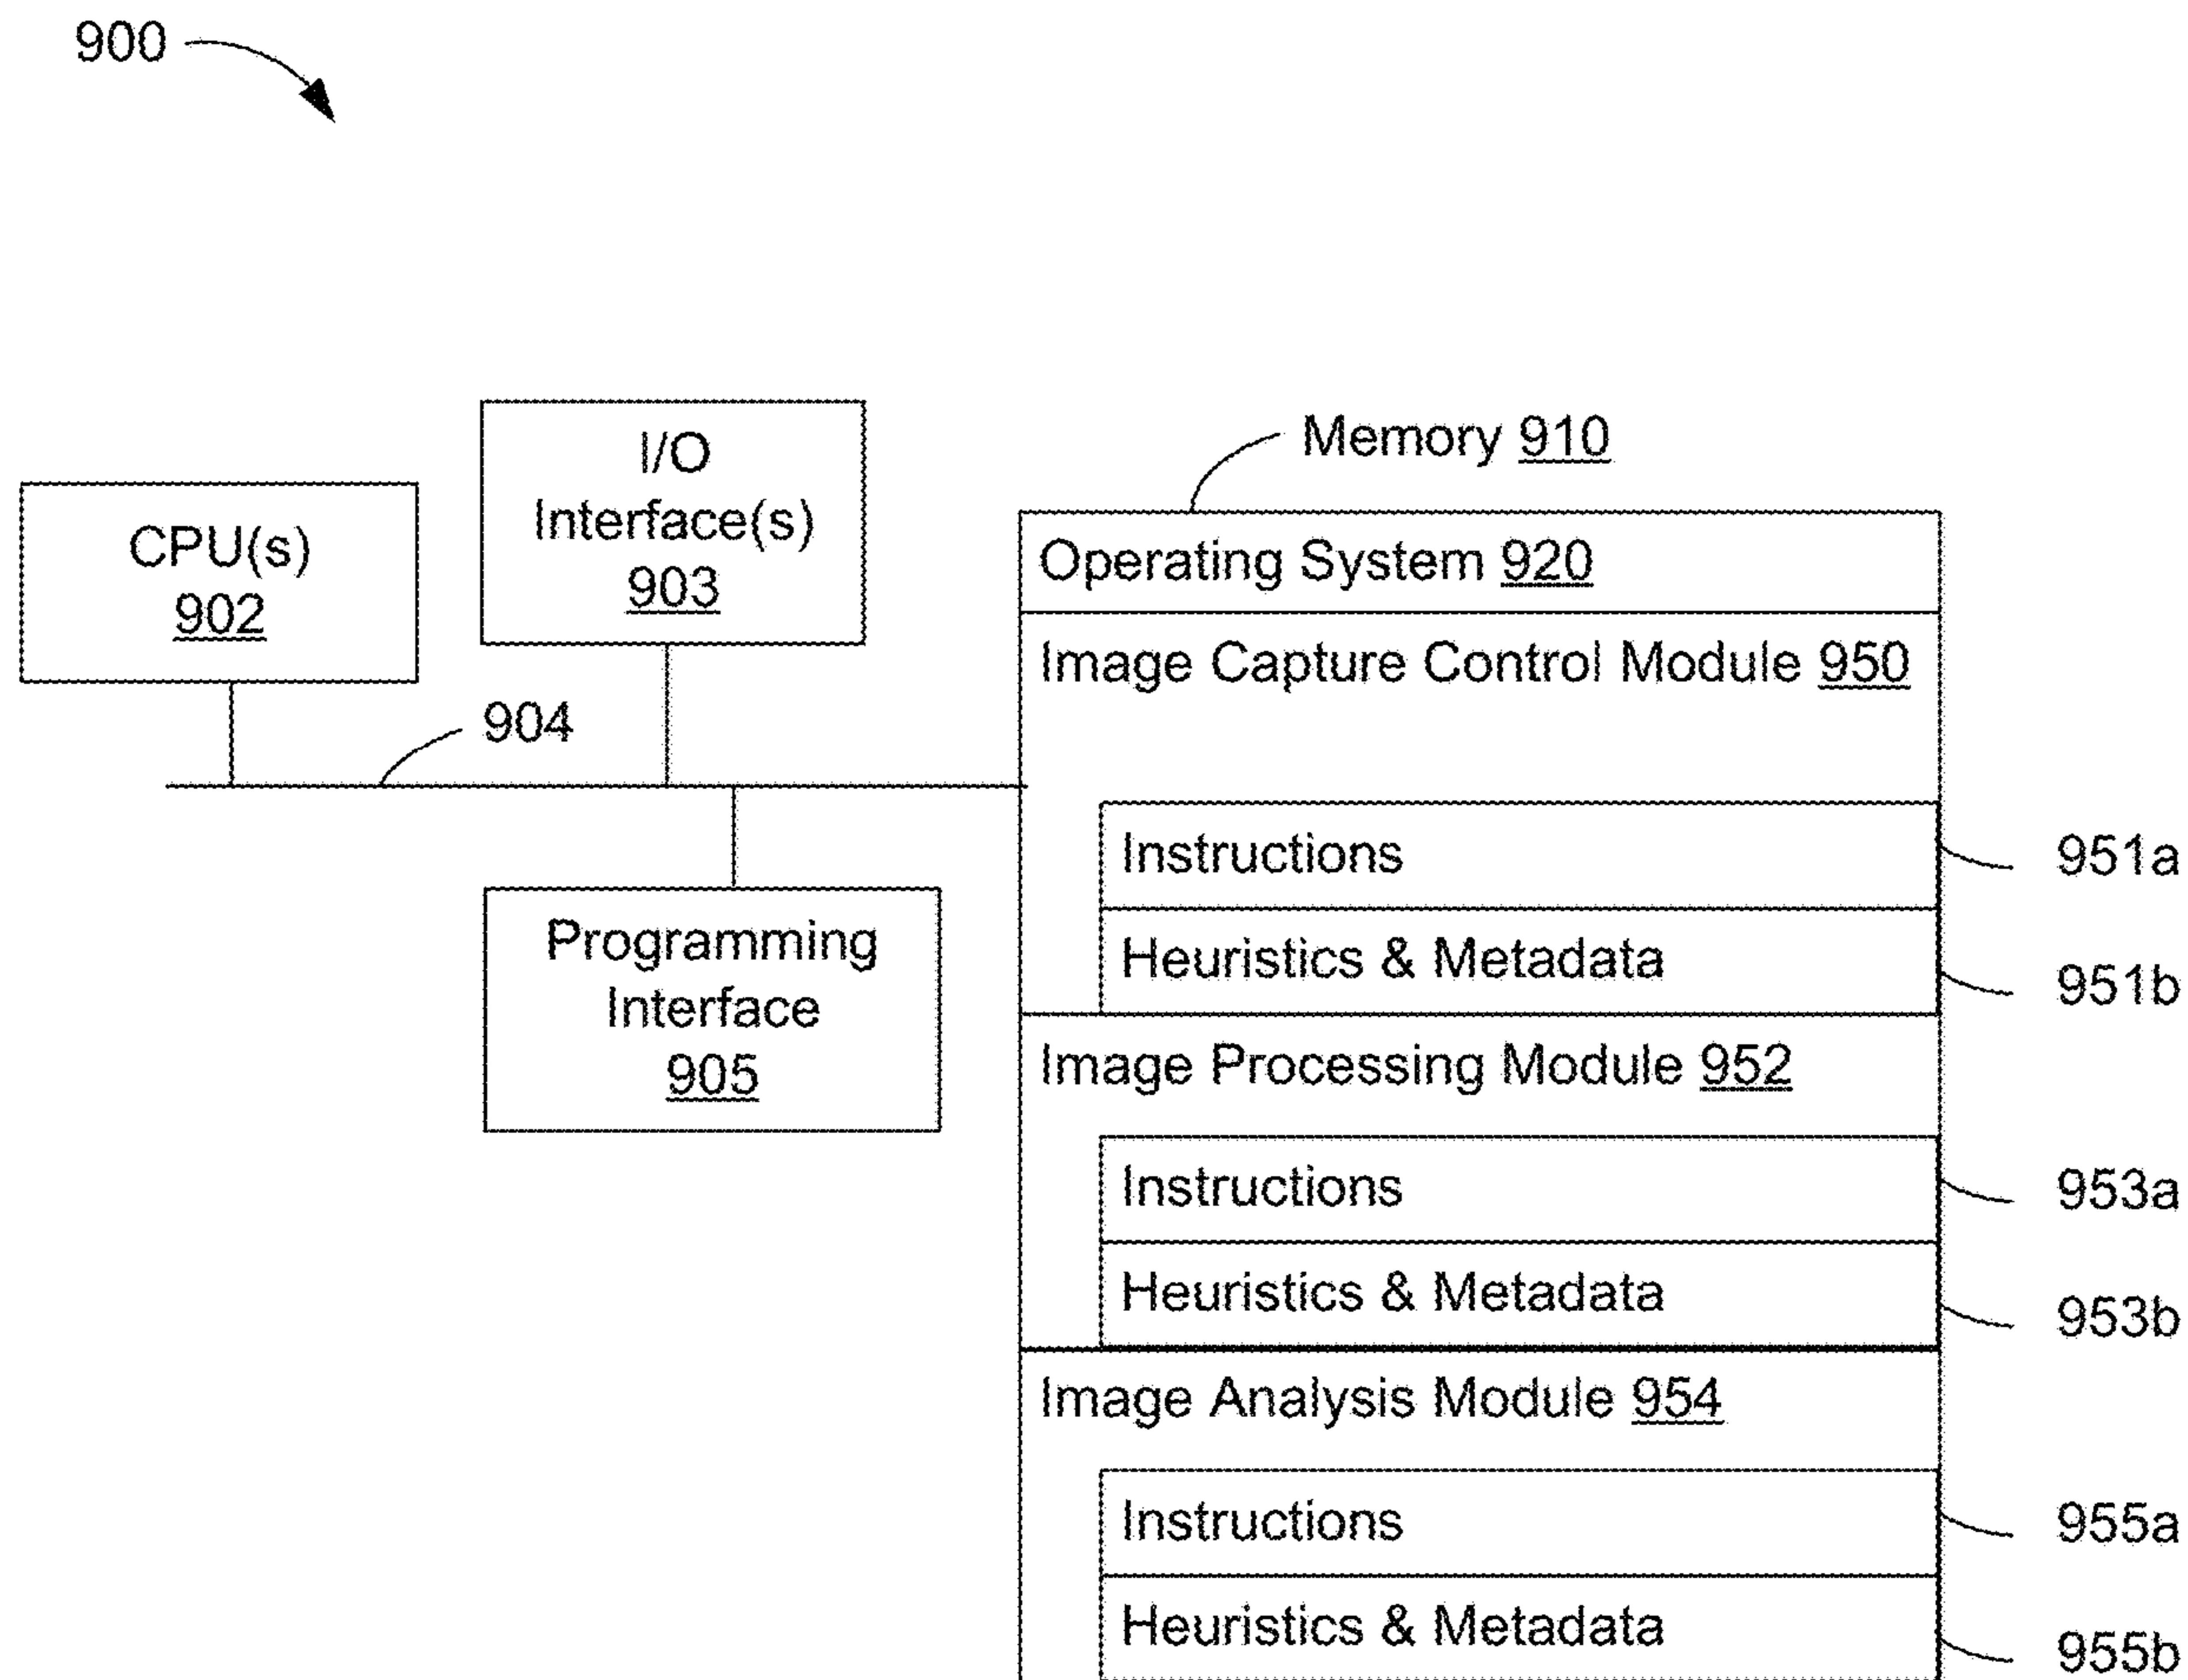 900
I/O
Interface(s)
903
CPU(s)
902
904
Programming
Interface
905
Memory 910
Operating System 920
Image Capture Control Module 950
Instructions
951a
Heuristics & Metadata
951b
Image Processing Module 952
Instructions
953a
Heuristics & Metadata
953b
Image Analysis Module 954
Instructions
955a
Heuristics & Metadata
955b